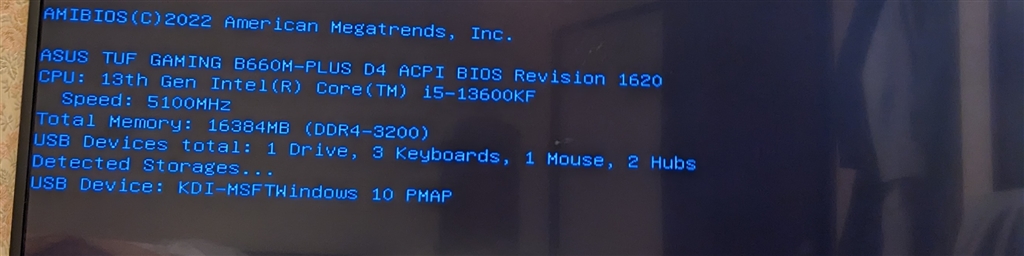 AMIBIOS(C)2022 American Megatrends, Inc.
ASUS TUF GAMING B660M-PLUS D4 ACPI BIOS Revision 1620
CPU: 13th Gen Intel(R) Core(TM) i5-13600KF
Speed: 5100MHz
Total Memory: 16384MB (DDR4-3200)
USB Devices total: 1 Drive, 3 Keyboards, 1 Mouse, 2 Hubs
Detected Storages...
USB Device: KDI-MSFTWindows 10 PMAP